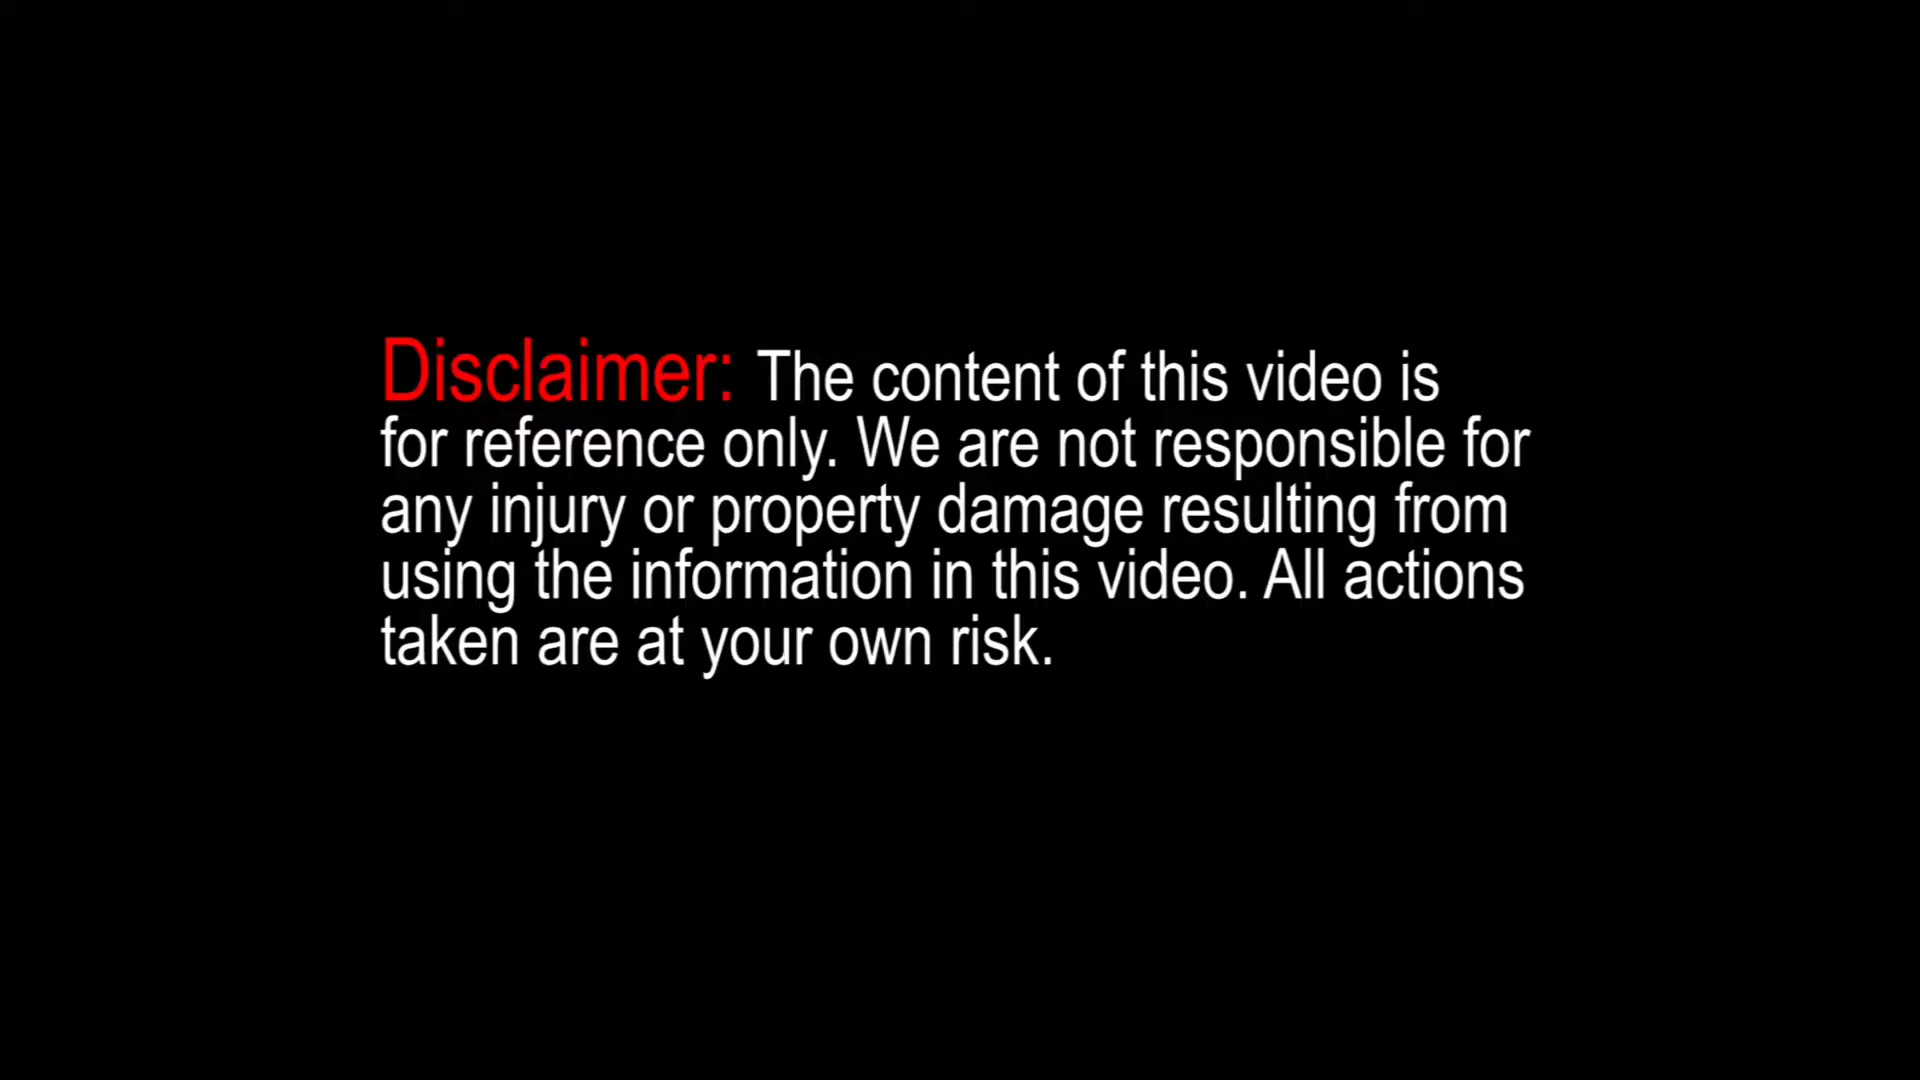 Disclaimer: The content of this video is
for reference only. We are not responsible for
any injury or property damage resulting from
using the information in this video. All actions
taken are at your own risk.